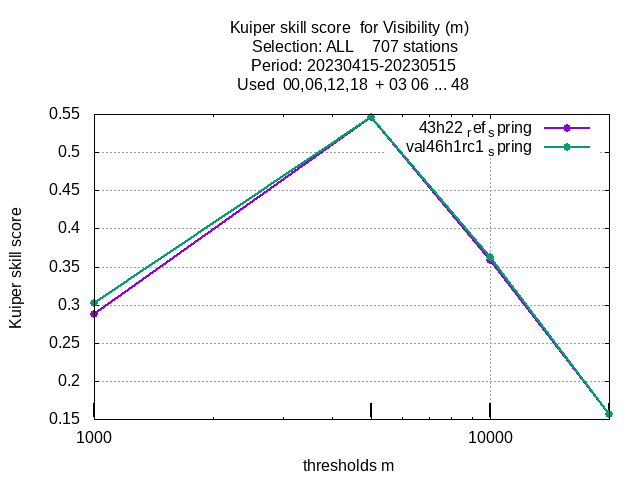 Kuiper skill score  for Visibility (m)
Selection: ALL    707 stations
Period: 20230415-20230515
Used  00,06,12,18  + 03 06 ... 48
43h22 ref spring
val46h1rc1 spring
0.55
0.5
0.45
0.4
0.35
0.3
0.25
0.2
0.15
Kuiper skill score
1000
10000
thresholds m